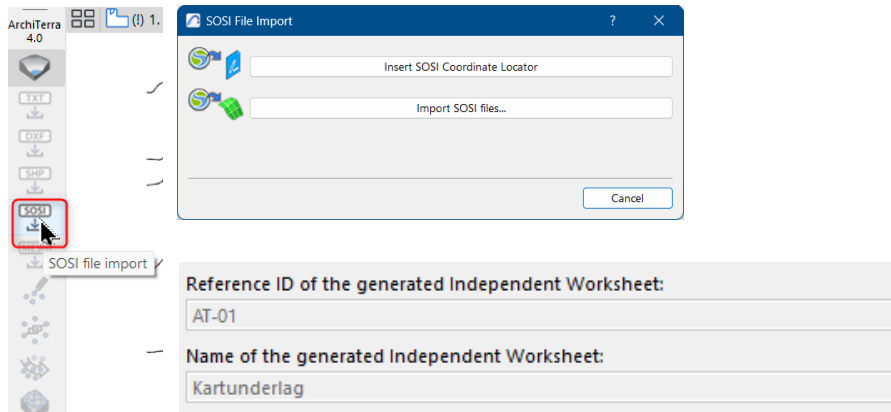 ArchiTerra
4.0
(!) 1.
TXT
DXF
SHP
SOSI
SOSI file import
SOSI File Import
? ×
Insert SOSI Coordinate Locator
Import SOSI files...
Cancel
Reference ID of the generated Independent Worksheet:
AT-01
Name of the generated Independent Worksheet:
Kartunderlag